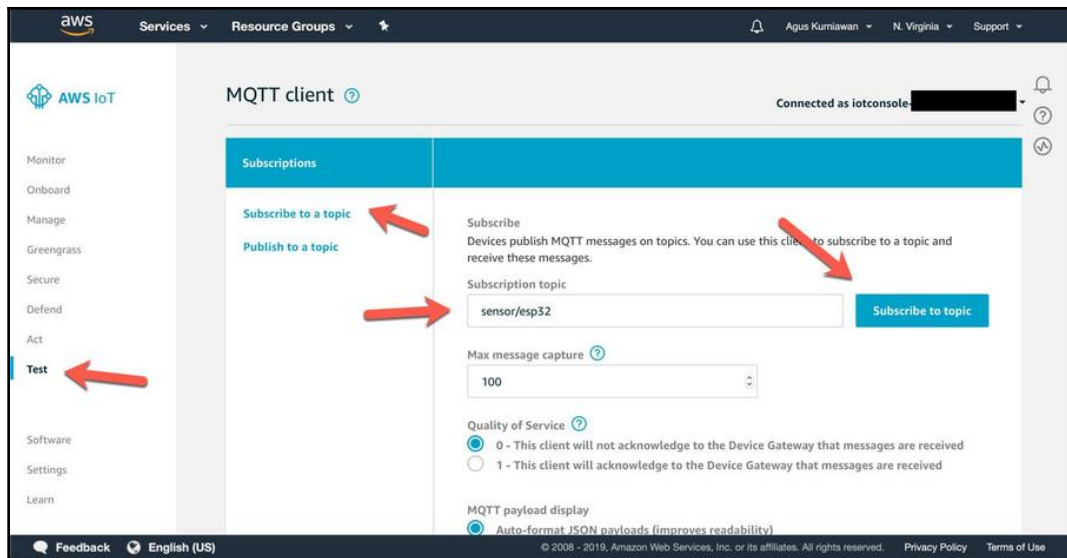 aws Services Resource Groups Agus Kurniawan N. Virginia Support
AWS IoT
MQTT client
Connected as iotconsole-
Monitor
Onboard
Manage
Greengrass
Secure
Defend
Act
Test
Software
Settings
Learn
Subscriptions
Subscribe to a topic
Publish to a topic
Subscribe
Devices publish MQTT messages on topics. You can use this client to subscribe to a topic and
receive these messages.
Subscription topic
sensor/esp32
Subscribe to topic
Max message capture
100
Quality of Service
0 - This client will not acknowledge to the Device Gateway that messages are received
1 - This client will acknowledge to the Device Gateway that messages are received
MQTT payload display
Auto-format JSON payloads (improves readability)
Feedback English (US) © 2008 - 2019, Amazon Web Services, Inc. or its affiliates. All rights reserved. Privacy Policy Terms of Use